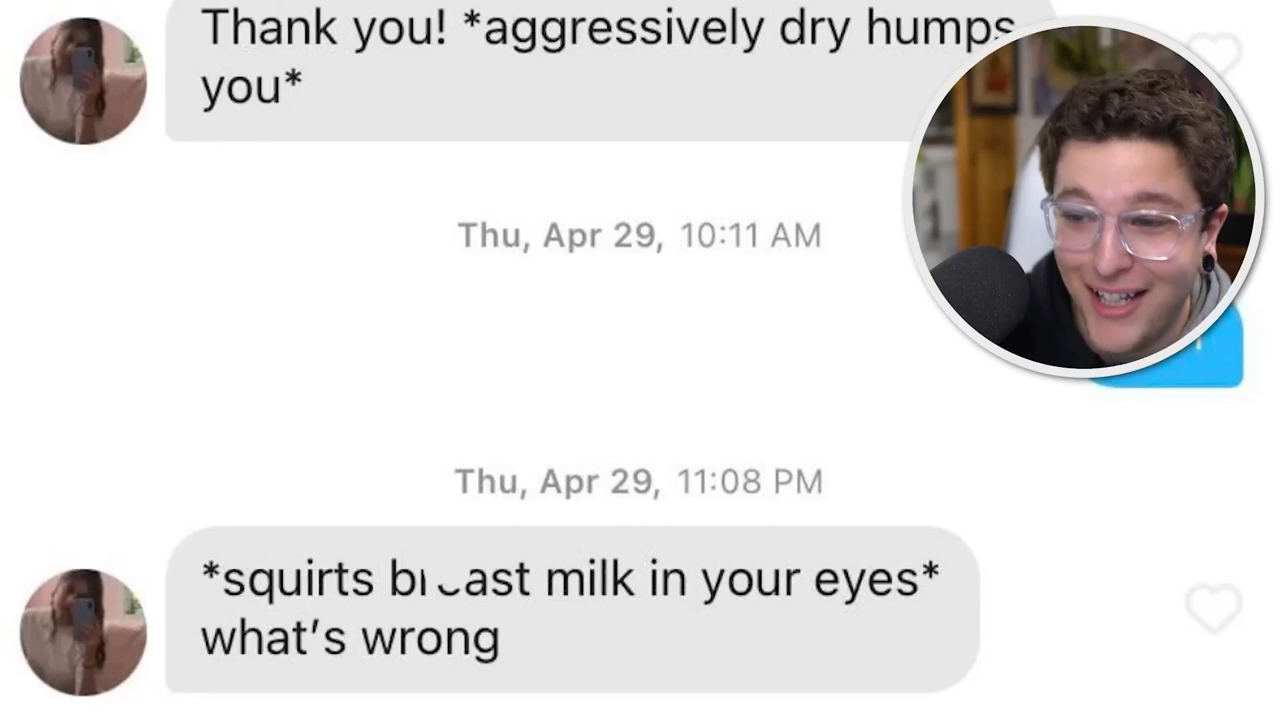 Thank you! *aggressively dry humps
you*
Thu, Apr 29, 10:11 AM
Thu, Apr 29, 11:08 PM
*squirts milk in your eyes*
what's wrong